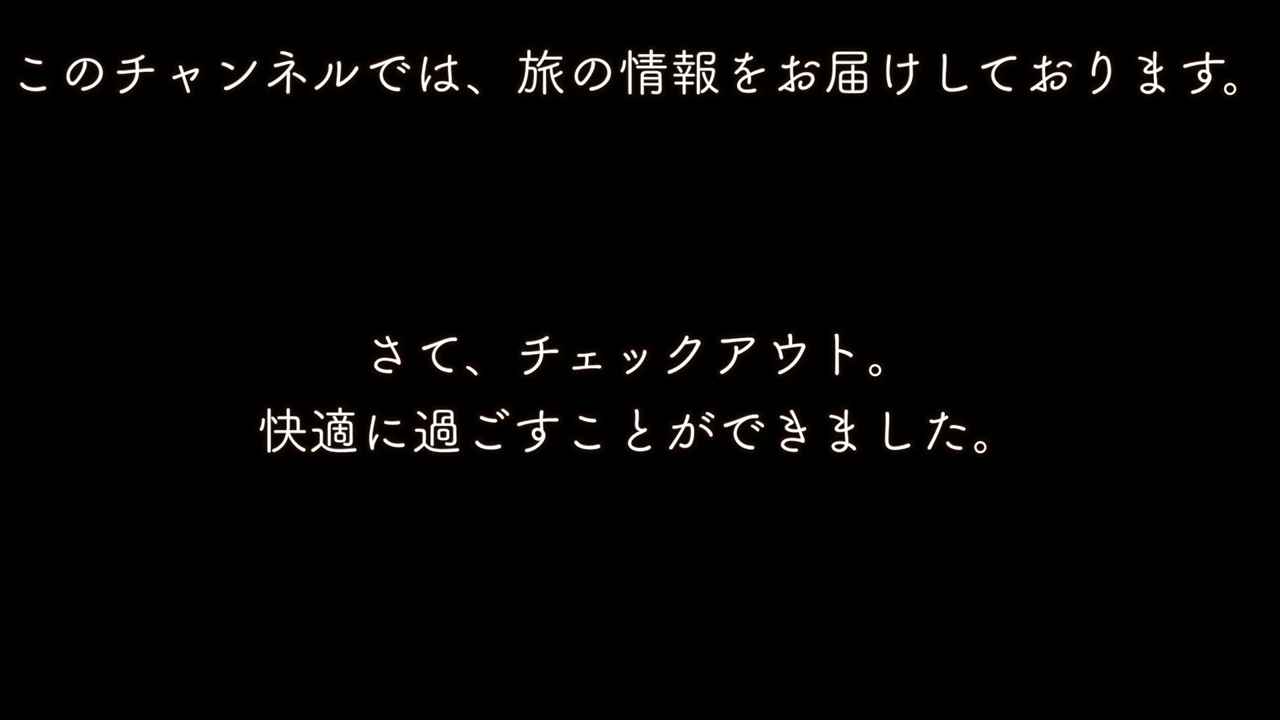 このチャンネルでは、旅の情報をお届けしております。
さて、チェックアウト。
快適に過ごすことができました。